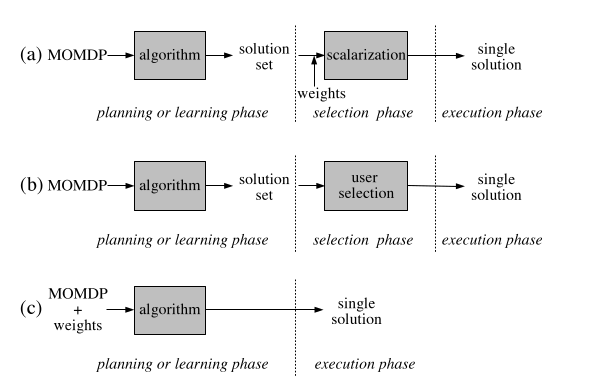 (a) MOMDP algorithm solution set scalarization single solution
weights
planning or learning phase selection phase execution phase
(b) MOMDP algorithm solution set user selection single solution
planning or learning phase selection phase execution phase
(c) MOMDP + weights algorithm single solution
planning or learning phase execution phase